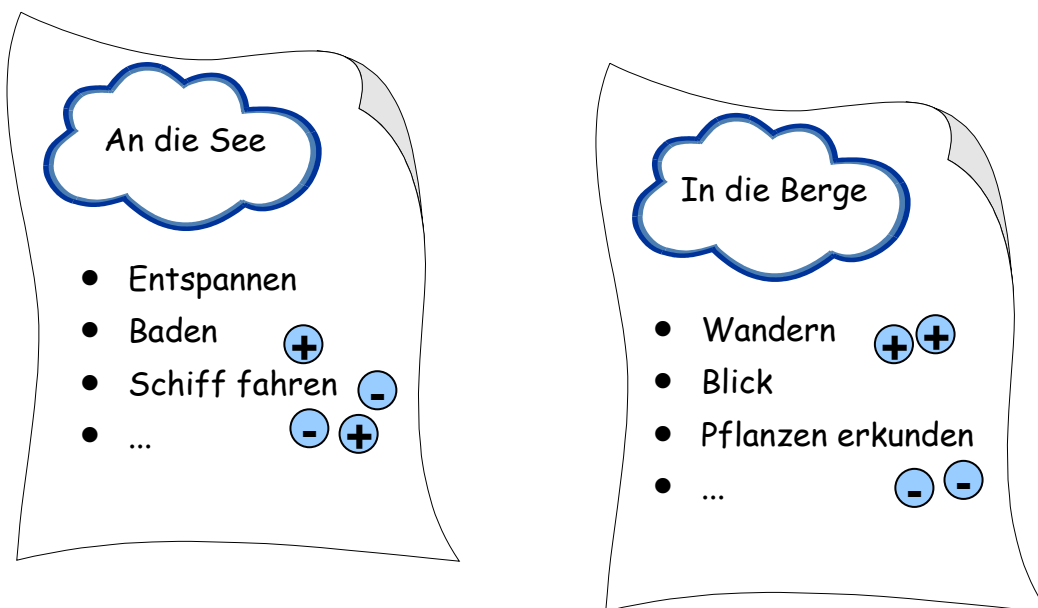 An die See
● Entspannen
● Baden
+
● Schiff fahren
-
● ...
- +
In die Berge
● Wandern
+ +
● Blick
● Pflanzen erkunden
● ...
- -